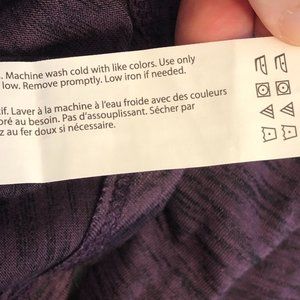 . Machine wash cold with like colors. Use only
low. Remove promptly. Low iron if needed.
if. Laver à la machine à l'eau froide avec des couleurs
oré au besoin. Pas d'assouplissant. Sécher par
z au fer doux si nécessaire.